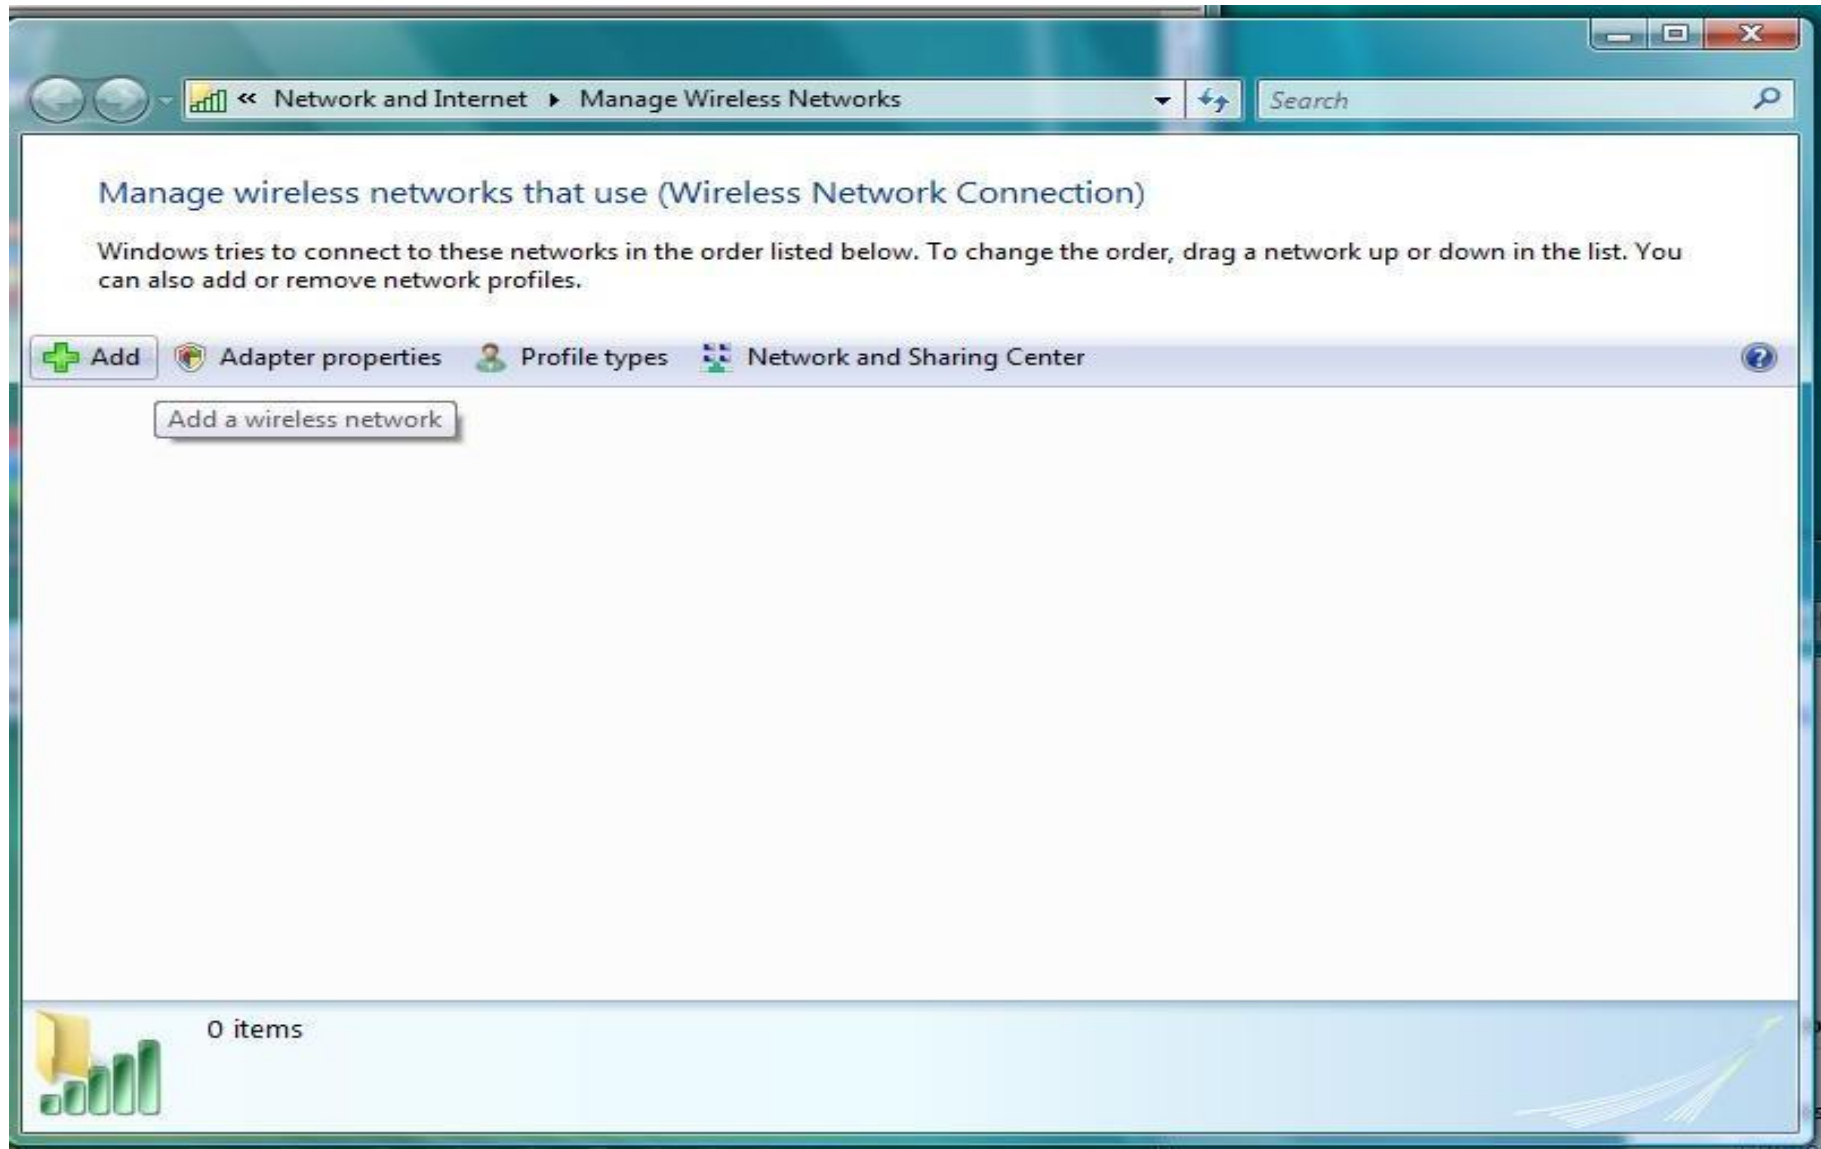 « Network and Internet ▸ Manage Wireless Networks
Search
Manage wireless networks that use (Wireless Network Connection)
Windows tries to connect to these networks in the order listed below. To change the order, drag a network up or down in the list. You
can also add or remove network profiles.
Add Adapter properties Profile types Network and Sharing Center
Add a wireless network
0 items